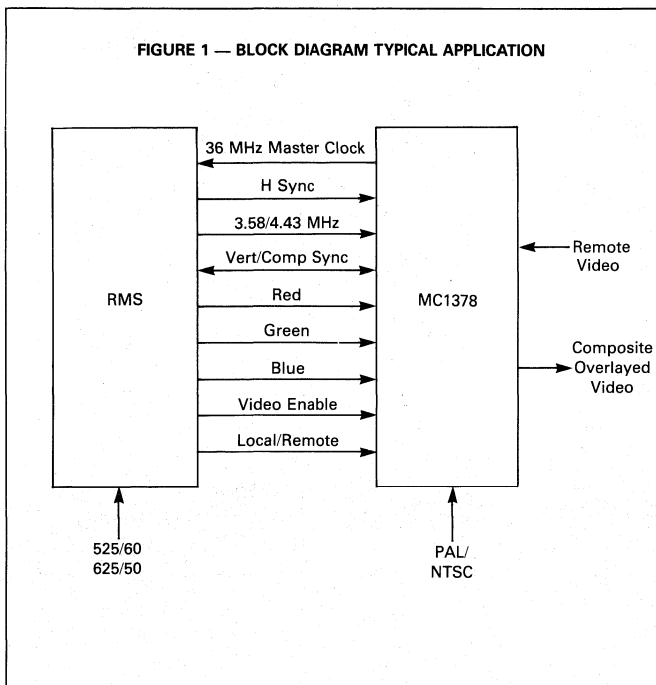 FIGURE 1 — BLOCK DIAGRAM TYPICAL APPLICATION
36 MHz Master Clock
H Sync
3.58/4.43 MHz
Vert/Comp Sync
Red
Green
Blue
Video Enable
Local/Remote
RMS
MC1378
Remote
Video
Composite
Overlayed
Video
525/60
625/50
PAL/
NTSC